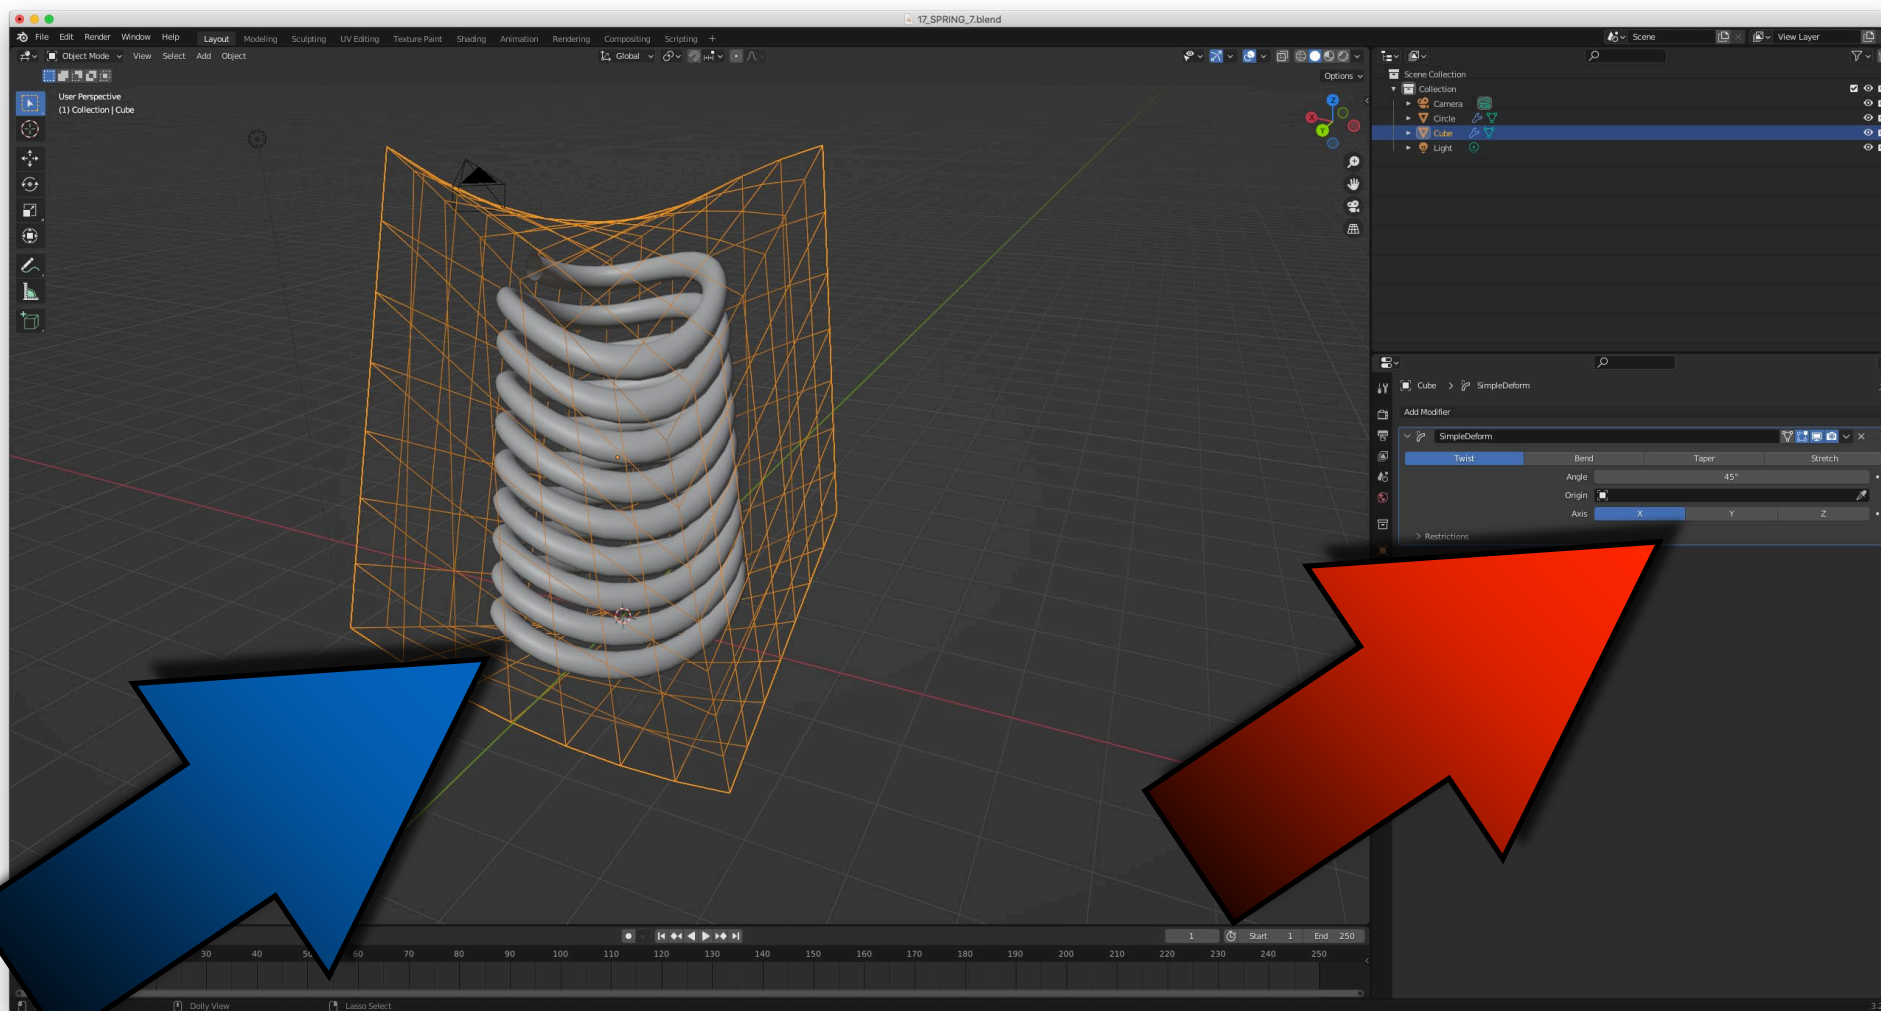 17_SPRING_7.blend
File Edit Render Window Help Layout Modeling Sculpting UV Editing Texture Paint Shading Animation Rendering Compositing Scripting + Scene View Layer
Object Mode View Select Add Object Global
Options
User Perspective
(1) Collection | Cube
Z
X
Y
Scene Collection
Collection
Camera
Circle
Cube
Light
Cube > SimpleDeform
Add Modifier
SimpleDeform
Twist Bend Taper Stretch
Angle 45°
Origin
Axis X Y Z
Restrictions
1 Start 1 End 250
30 40 60 70 80 90 100 110 120 130 140 150 160 170 180 190 200 210 220 230 240 250
Dolly View Lasso Select